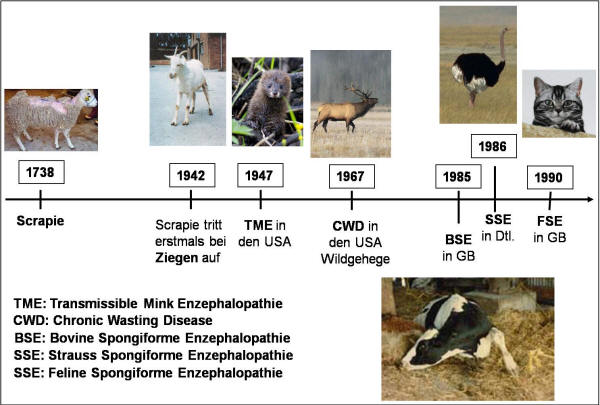 1738
1942
1947
1967
1985
1986
1990
Scrapie
Scrapie tritt
erstmals bei
Ziegen auf
TME in
den USA
CWD in
den USA
Wildgehege
BSE
in GB
SSE
in Dtl.
FSE
in GB
TME: Transmissible Mink Enzephalopathie
CWD: Chronic Wasting Disease
BSE: Bovine Spongiforme Enzephalopathie
SSE: Strauss Spongiforme Enzephalopathie
SSE: Feline Spongiforme Enzephalopathie